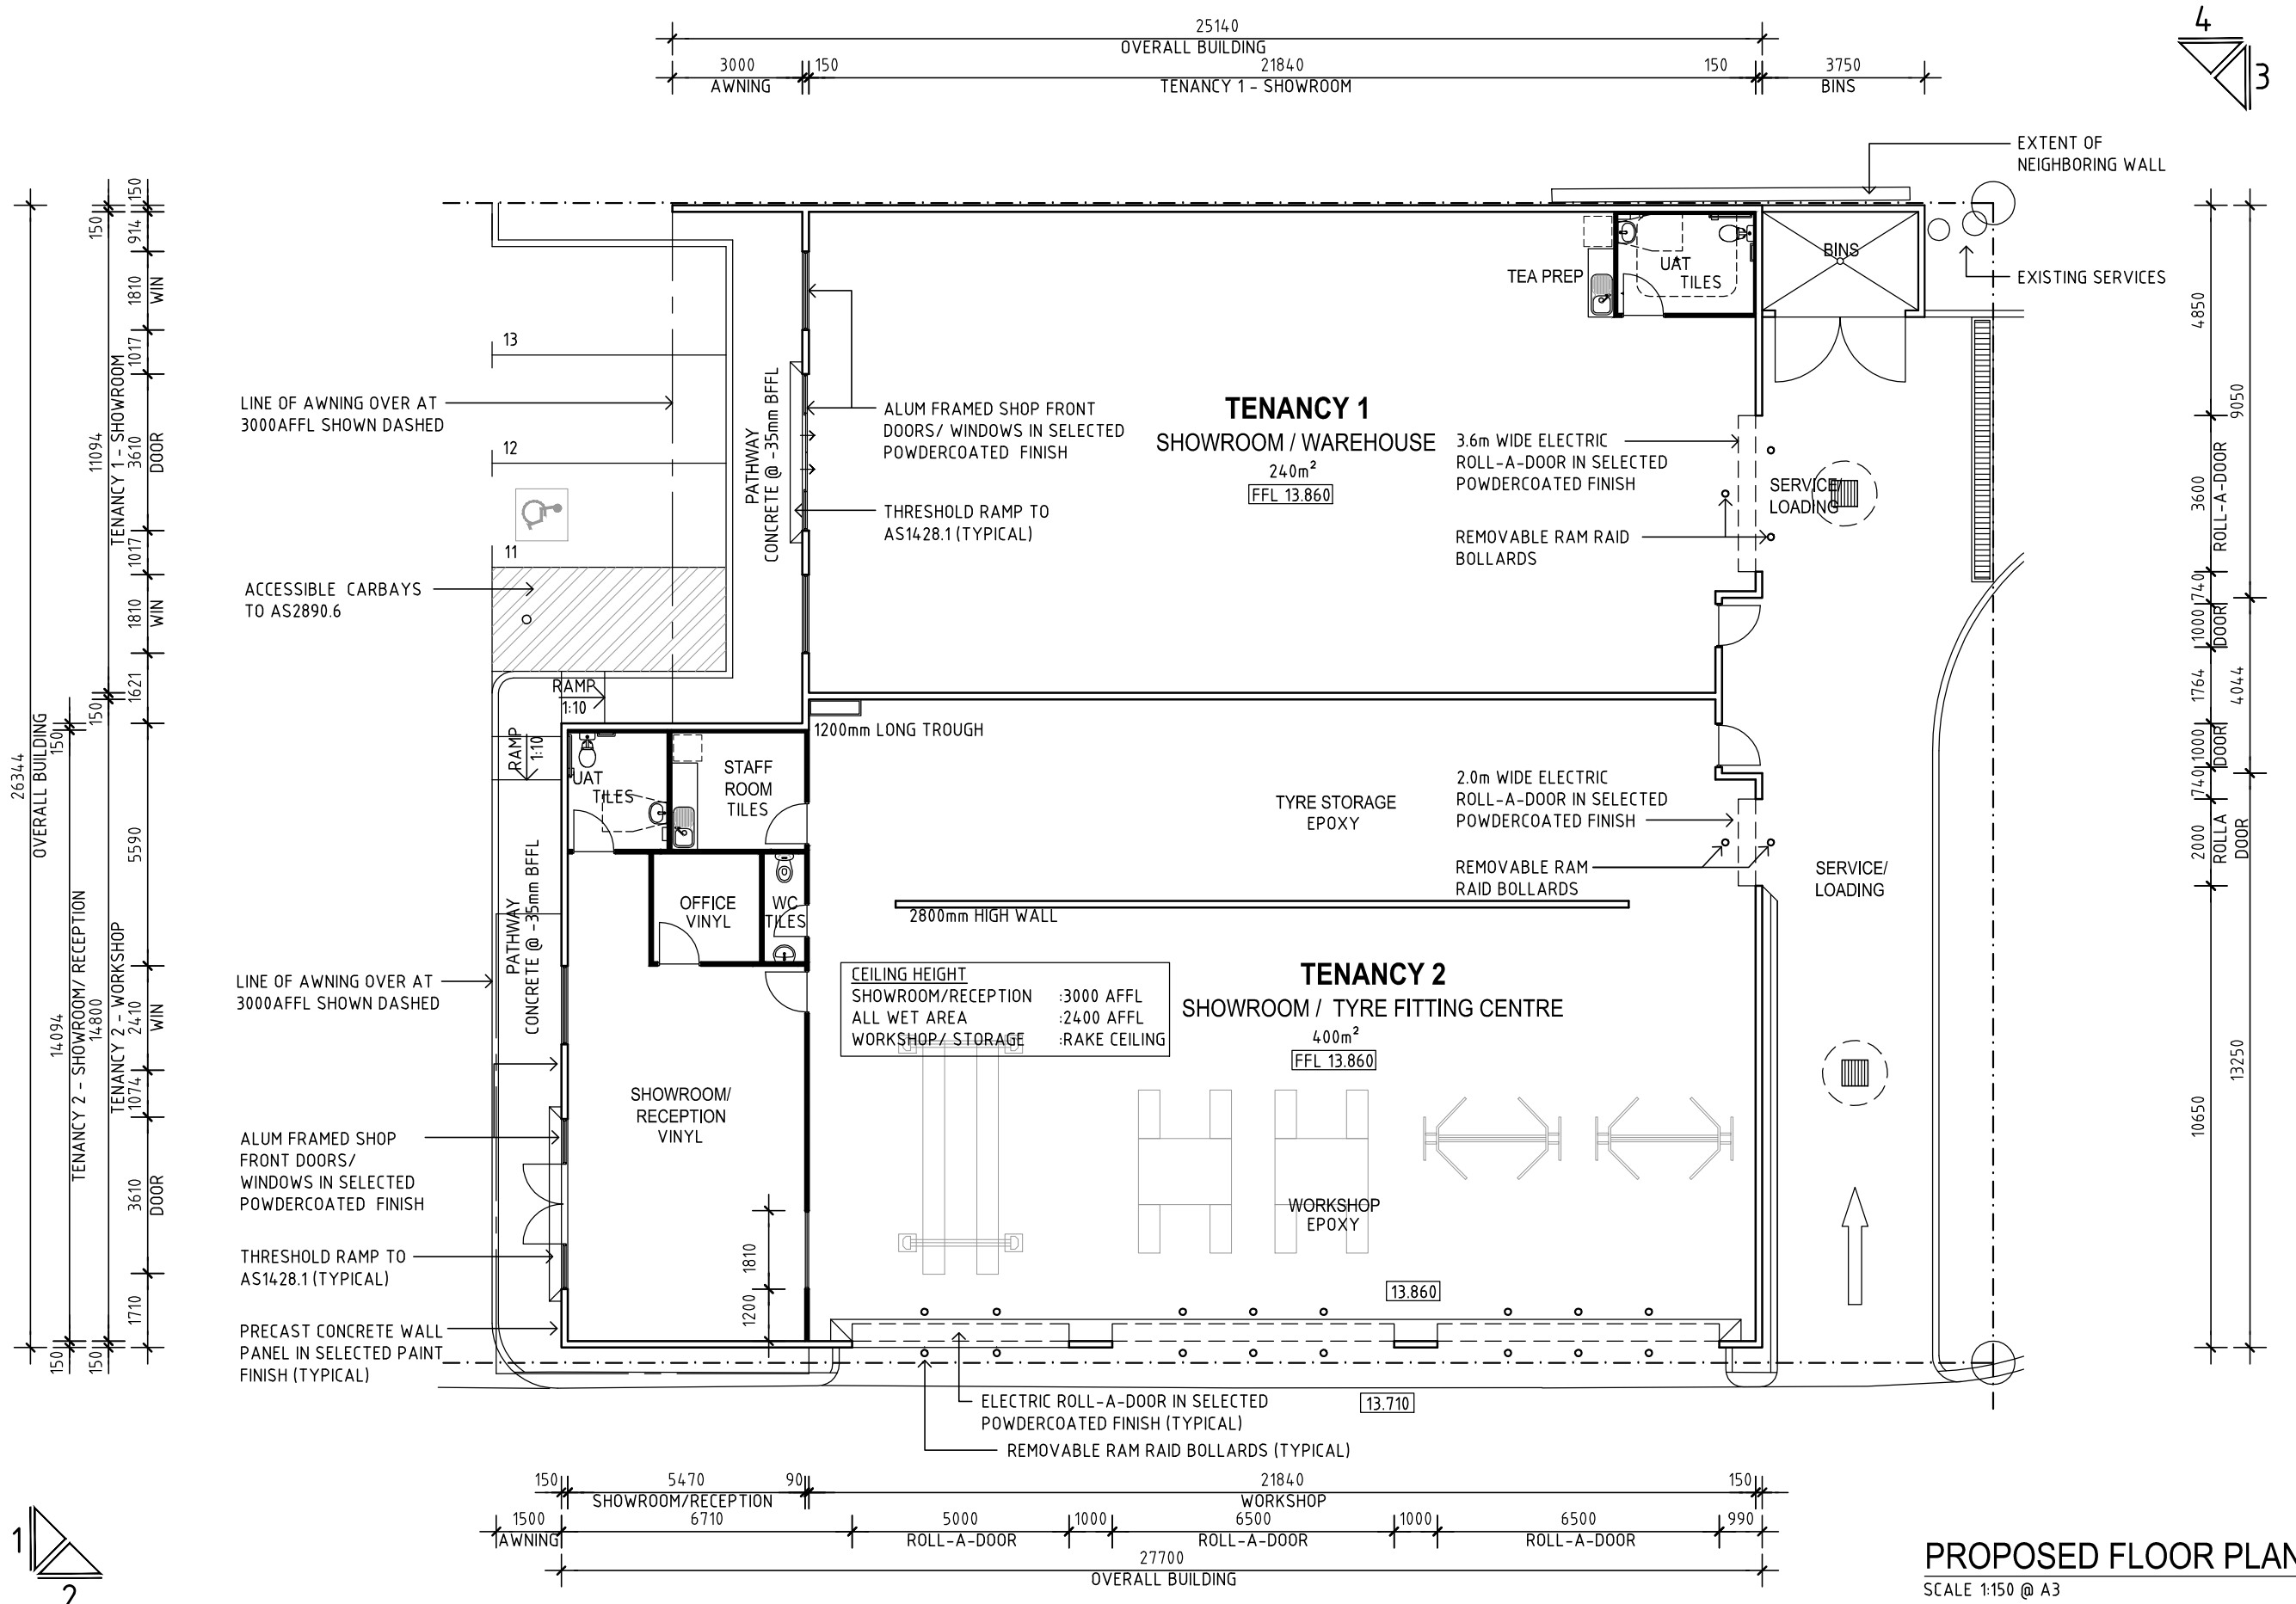 25140
OVERALL BUILDING
3000
AWNING
150
21840
TENANCY 1 - SHOWROOM
150
3750
BINS
4
3
EXTENT OF
NEIGHBORING WALL
EXISTING SERVICES
BINS
TEA PREP
UAT
TILES
13
12
11
LINE OF AWNING OVER AT
3000AFFL SHOWN DASHED
ACCESSIBLE CARBAYS
TO AS2890.6
PATHWAY
CONCRETE @ -35mm BFFL
ALUM FRAMED SHOP FRONT
DOORS/ WINDOWS IN SELECTED
POWDERCOATED FINISH
THRESHOLD RAMP TO
AS1428.1 (TYPICAL)
TENANCY 1
SHOWROOM / WAREHOUSE
240m²
FFL 13.860
3.6m WIDE ELECTRIC
ROLL-A-DOOR IN SELECTED
POWDERCOATED FINISH
REMOVABLE RAM RAID
BOLLARDS
SERVICE/
LOADING
RAMP
1:10
RAMP
1:10
1200mm LONG TROUGH
UAT
TILES
STAFF
ROOM
TILES
TYRE STORAGE
EPOXY
2.0m WIDE ELECTRIC
ROLL-A-DOOR IN SELECTED
POWDERCOATED FINISH
REMOVABLE RAM
RAID BOLLARDS
SERVICE/
LOADING
OFFICE
VINYL
WC
TILES
2800mm HIGH WALL
PATHWAY
CONCRETE @ -35mm BFFL
LINE OF AWNING OVER AT
3000AFFL SHOWN DASHED
CEILING HEIGHT
SHOWROOM/RECEPTION :3000 AFFL
ALL WET AREA :2400 AFFL
WORKSHOP/ STORAGE :RAKE CEILING
TENANCY 2
SHOWROOM / TYRE FITTING CENTRE
400m²
FFL 13.860
SHOWROOM/
RECEPTION
VINYL
WORKSHOP
EPOXY
1810
1200
13.860
ALUM FRAMED SHOP
FRONT DOORS/
WINDOWS IN SELECTED
POWDERCOATED FINISH
THRESHOLD RAMP TO
AS1428.1 (TYPICAL)
PRECAST CONCRETE WALL
PANEL IN SELECTED PAINT
FINISH (TYPICAL)
ELECTRIC ROLL-A-DOOR IN SELECTED
POWDERCOATED FINISH (TYPICAL)
13.710
REMOVABLE RAM RAID BOLLARDS (TYPICAL)
26344
OVERALL BUILDING
150
14094
TENANCY 2 - SHOWROOM/ RECEPTION
150
150
11094
TENANCY 1 - SHOWROOM
150
14800
TENANCY 2 - WORKSHOP
150
150
914
1810
WIN
1017
3610
DOOR
1017
1810
WIN
1621
5590
2410
WIN
1074
3610
DOOR
1710
4850
3600
ROLL-A-DOOR
740
1000
DOOR
1764
1000
DOOR
740
2000
ROLLA
DOOR
10650
9050
4044
13250
150
5470
SHOWROOM/RECEPTION
90
21840
WORKSHOP
150
1500
AWNING
6710
5000
ROLL-A-DOOR
1000
6500
ROLL-A-DOOR
1000
6500
ROLL-A-DOOR
990
27700
OVERALL BUILDING
1
2
PROPOSED FLOOR PLAN
SCALE 1:150 @ A3